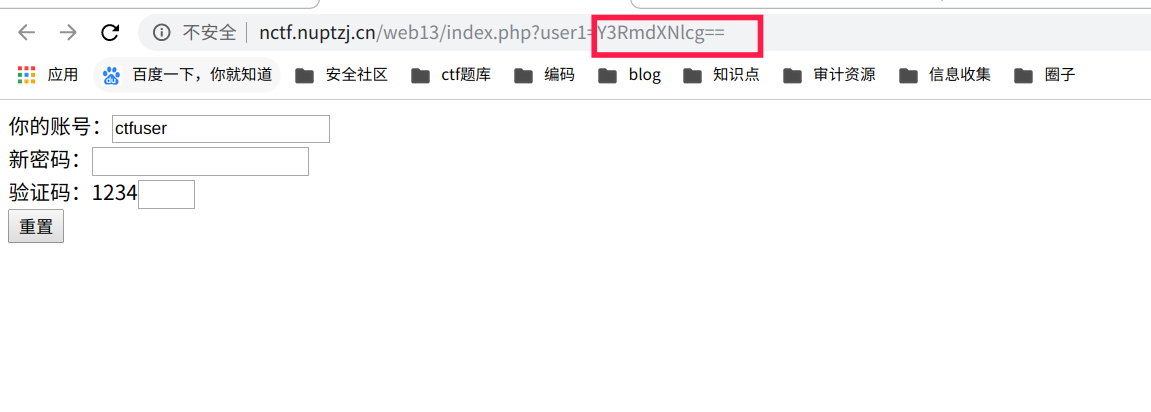 不安全 nctf.nuptzj.cn/web13/index.php?user1=Y3RmdXNlcg==
应用 百度一下，你就知道 安全社区 ctf题库 编码 blog 知识点 审计资源 信息收集 圈子
你的账号：ctfuser
新密码：
验证码：1234
重置